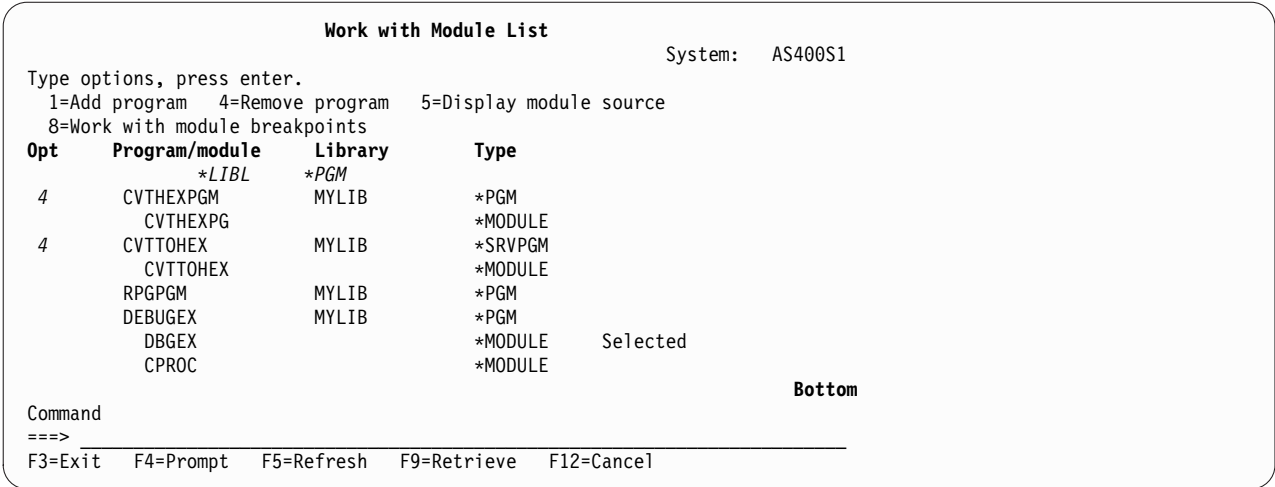 Work with Module List
System:   AS400S1
Type options, press enter.
1=Add program   4=Remove program   5=Display module source
8=Work with module breakpoints
Opt   Program/module   Library   Type
*LIBL   *PGM
4   CVTHEXPGM   MYLIB   *PGM
CVTHEXPG   *MODULE
4   CVTTOHEX   MYLIB   *SRVPGM
CVTTOHEX   *MODULE
RPGPGM   MYLIB   *PGM
DEBUGEX   MYLIB   *PGM
DBGEX   *MODULE   Selected
CPROC   *MODULE
Bottom
Command
===> 
F3=Exit   F4=Prompt   F5=Refresh   F9=Retrieve   F12=Cancel